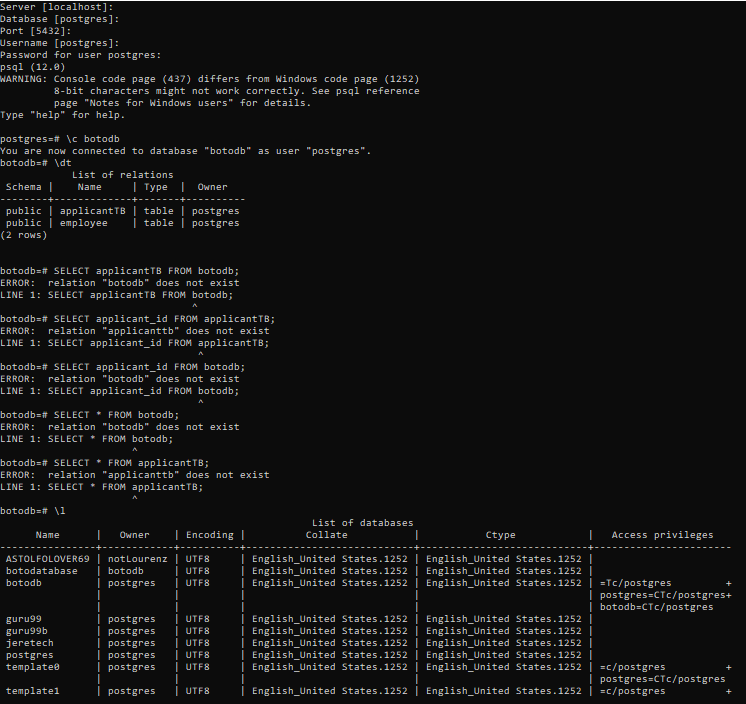 Server [localhost]:
Database [postgres]:
Port [5432]:
Username [postgres]:
Password for user postgres:
psql (12.0)
WARNING: Console code page (437) differs from Windows code page (1252)
         8-bit characters might not work correctly. See psql reference
         page "Notes for Windows users" for details.
Type "help" for help.

postgres=# \c botodb
You are now connected to database "botodb" as user "postgres".
botodb=# \dt
            List of relations
 Schema |    Name     | Type  |  Owner
--------+-------------+-------+----------
 public | applicantTB | table | postgres
 public | employee    | table | postgres
(2 rows)


botodb=# SELECT applicantTB FROM botodb;
ERROR:  relation "botodb" does not exist
LINE 1: SELECT applicantTB FROM botodb;
                                ^
botodb=# SELECT applicant_id FROM applicantTB;
ERROR:  relation "applicanttb" does not exist
LINE 1: SELECT applicant_id FROM applicantTB;
                                 ^
botodb=# SELECT applicant_id FROM botodb;
ERROR:  relation "botodb" does not exist
LINE 1: SELECT applicant_id FROM botodb;
                                 ^
botodb=# SELECT * FROM botodb;
ERROR:  relation "botodb" does not exist
LINE 1: SELECT * FROM botodb;
                      ^
botodb=# SELECT * FROM applicantTB;
ERROR:  relation "applicanttb" does not exist
LINE 1: SELECT * FROM applicantTB;
                      ^
botodb=# \l
                                                    List of databases
      Name      |   Owner    | Encoding |          Collate           |           Ctype            |   Access privileges
----------------+------------+----------+----------------------------+----------------------------+-----------------------
 ASTOLFOLOVER69 | notLourenz | UTF8     | English_United States.1252 | English_United States.1252 |
 botodatabase   | botodb     | UTF8     | English_United States.1252 | English_United States.1252 |
 botodb         | postgres   | UTF8     | English_United States.1252 | English_United States.1252 | =Tc/postgres         +
                |            |          |                            |                            | postgres=CTc/postgres+
                |            |          |                            |                            | botodb=CTc/postgres
 guru99         | postgres   | UTF8     | English_United States.1252 | English_United States.1252 |
 guru99b        | postgres   | UTF8     | English_United States.1252 | English_United States.1252 |
 jeretech       | postgres   | UTF8     | English_United States.1252 | English_United States.1252 |
 postgres       | postgres   | UTF8     | English_United States.1252 | English_United States.1252 |
 template0      | postgres   | UTF8     | English_United States.1252 | English_United States.1252 | =c/postgres          +
                |            |          |                            |                            | postgres=CTc/postgres
 template1      | postgres   | UTF8     | English_United States.1252 | English_United States.1252 | =c/postgres          +